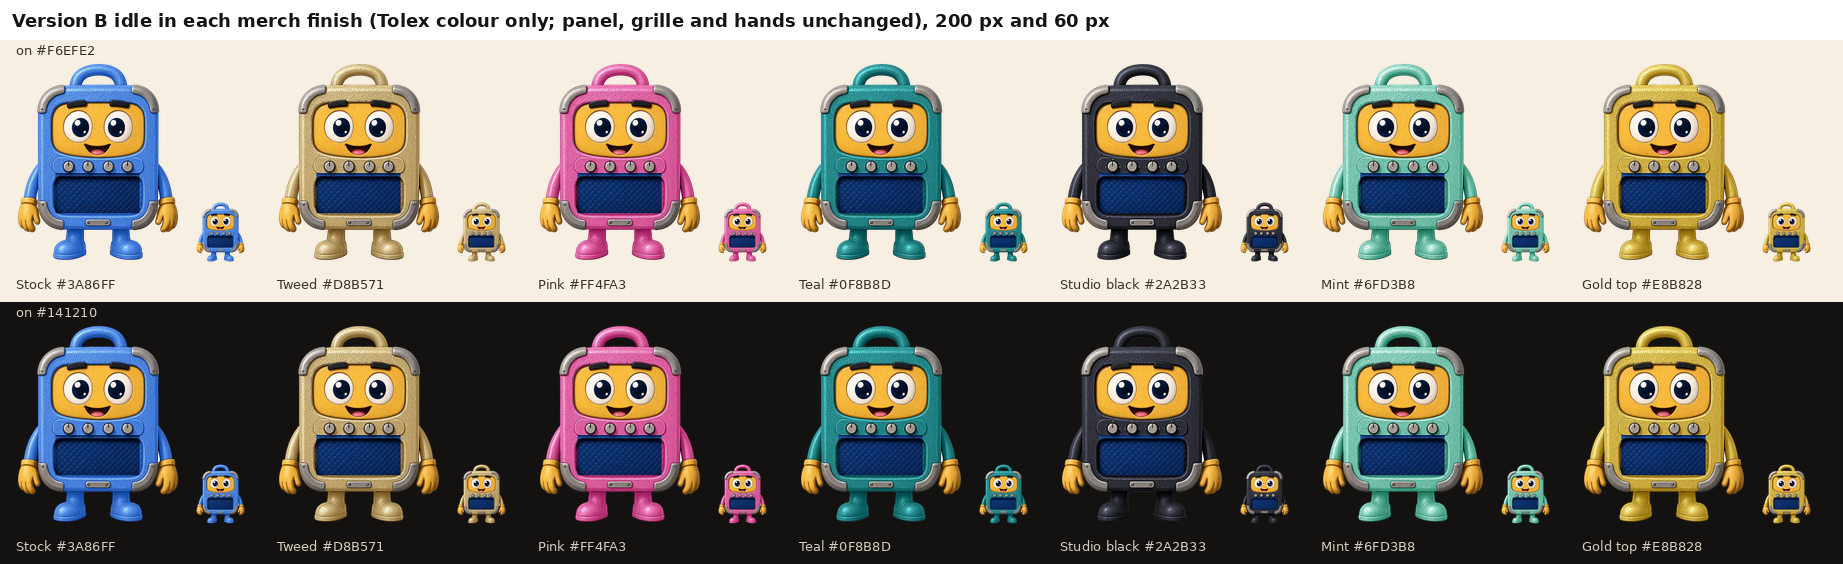 Version B idle in each merch finish (Tolex colour only; panel, grille and hands unchanged), 200 px and 60 px
on #F6EFE2
Stock #3A86FF
Tweed #D8B571
Pink #FF4FA3
Teal #0F8B8D
Studio black #2A2B33
Mint #6FD3B8
Gold top #E8B828
on #141210
Stock #3A86FF
Tweed #D8B571
Pink #FF4FA3
Teal #0F8B8D
Studio black #2A2B33
Mint #6FD3B8
Gold top #E8B828